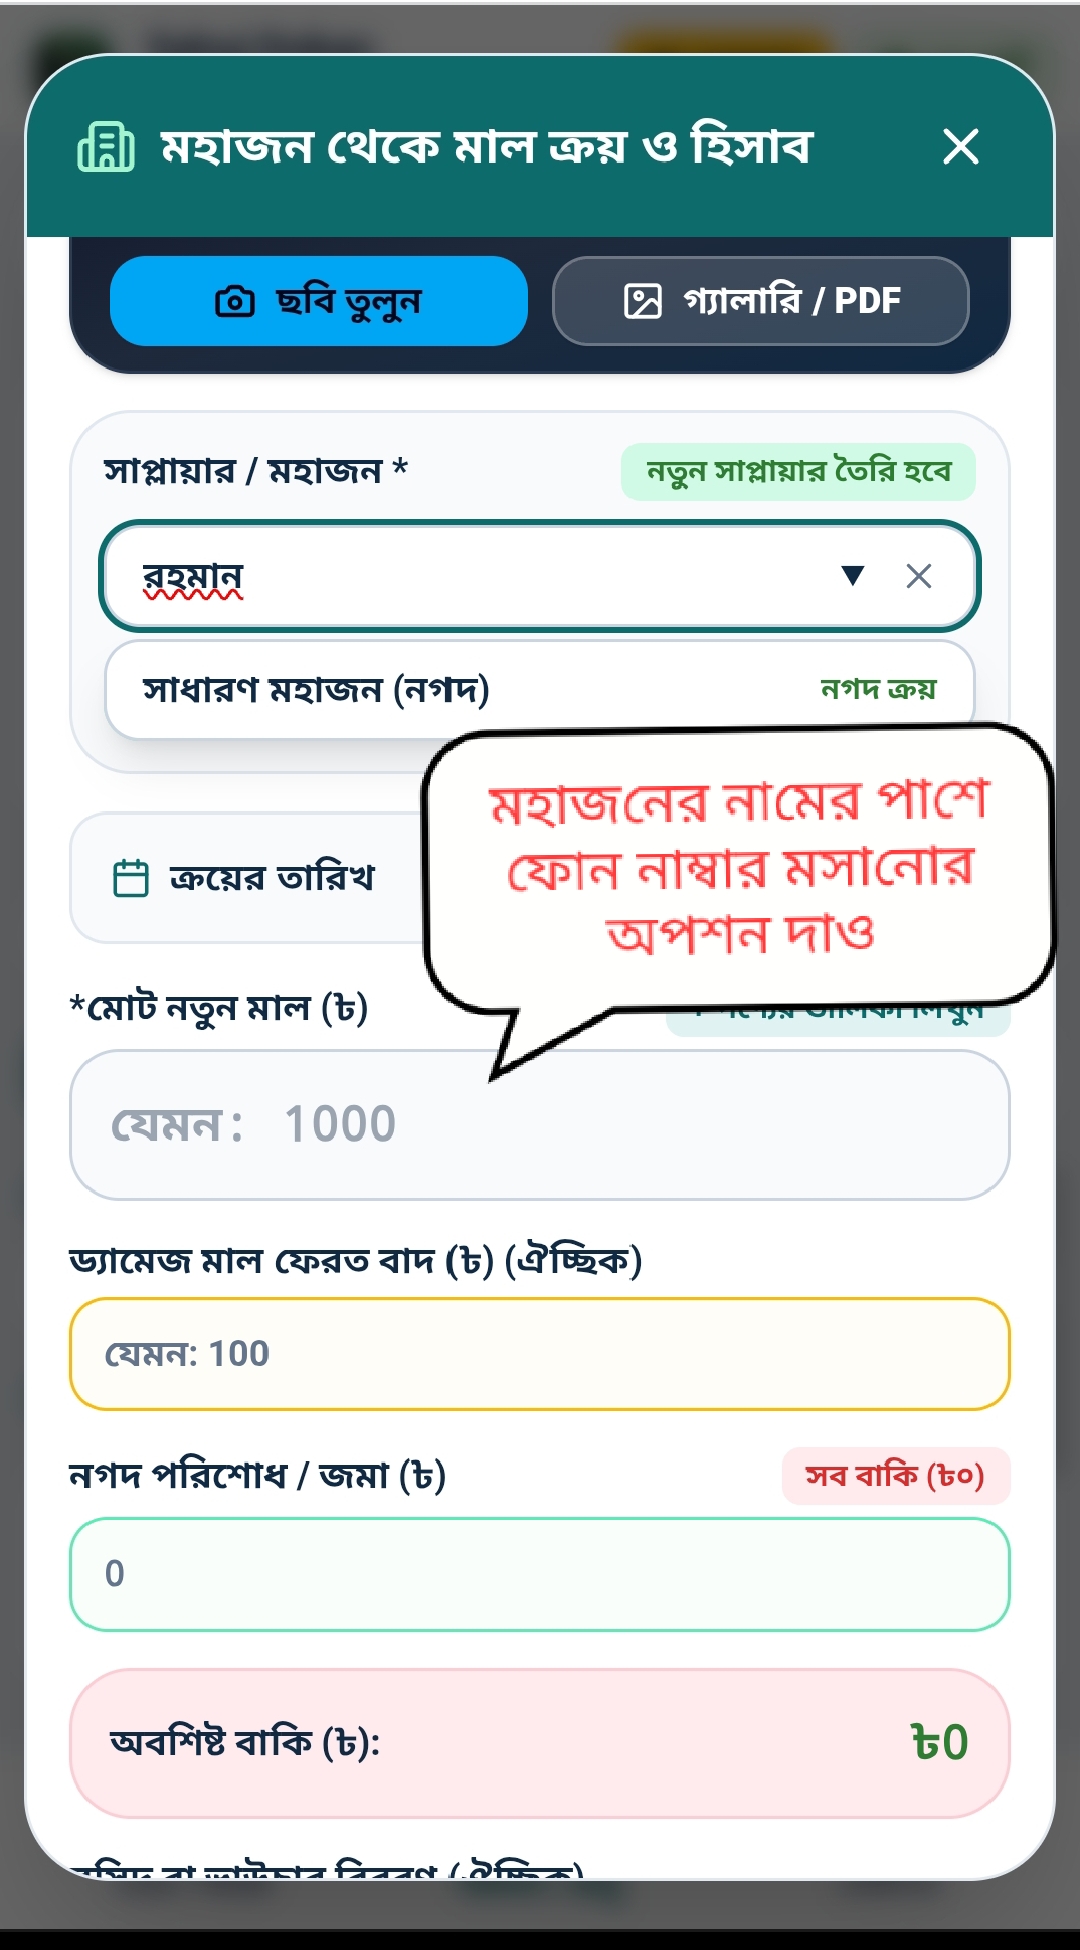 মহাজন থেকে মাল ক্রয় ও হিসাব
ছবি তুলুন
গ্যালারি / PDF
সাপ্লায়ার / মহাজন *
নতুন সাপ্লায়ার তৈরি হবে
রহমান
সাধারণ মহাজন (নগদ)
নগদ ক্রয়
মহাজনের নামের পাশে
ফোন নাম্বার মসানোর
অপশন দাও
ক্রয়ের তারিখ
*মোট নতুন মাল (৳)
যেমন: 1000
ড্যামেজ মাল ফেরত বাদ (৳) (ঐচ্ছিক)
যেমন: 100
নগদ পরিশোধ / জমা (৳)
সব বাকি (৳০)
0
অবশিষ্ট বাকি (৳):
৳0